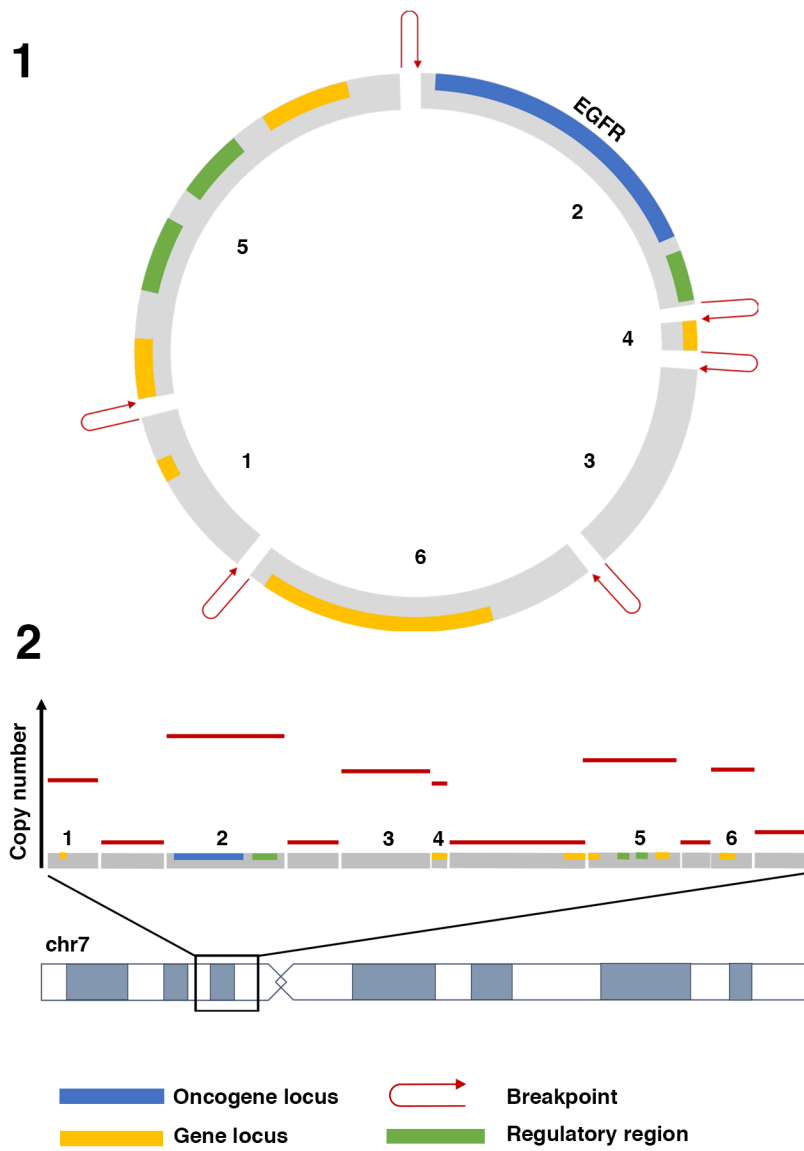 1
EGFR
2
5
4
1
3
6
2
Copy number
1
2
3
4
5
6
chr7
Oncogene locus
Breakpoint
Gene locus
Regulatory region